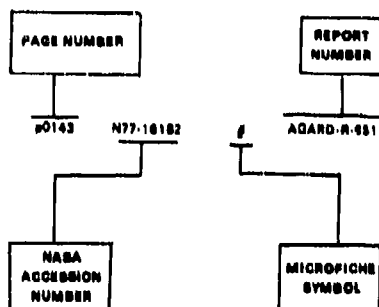 PAGE NUMBER
REPORT NUMBER
p0143 N77-16182 # AGARD-R-651
NASA ACCESSION NUMBER
MICROFICHE SYMBOL